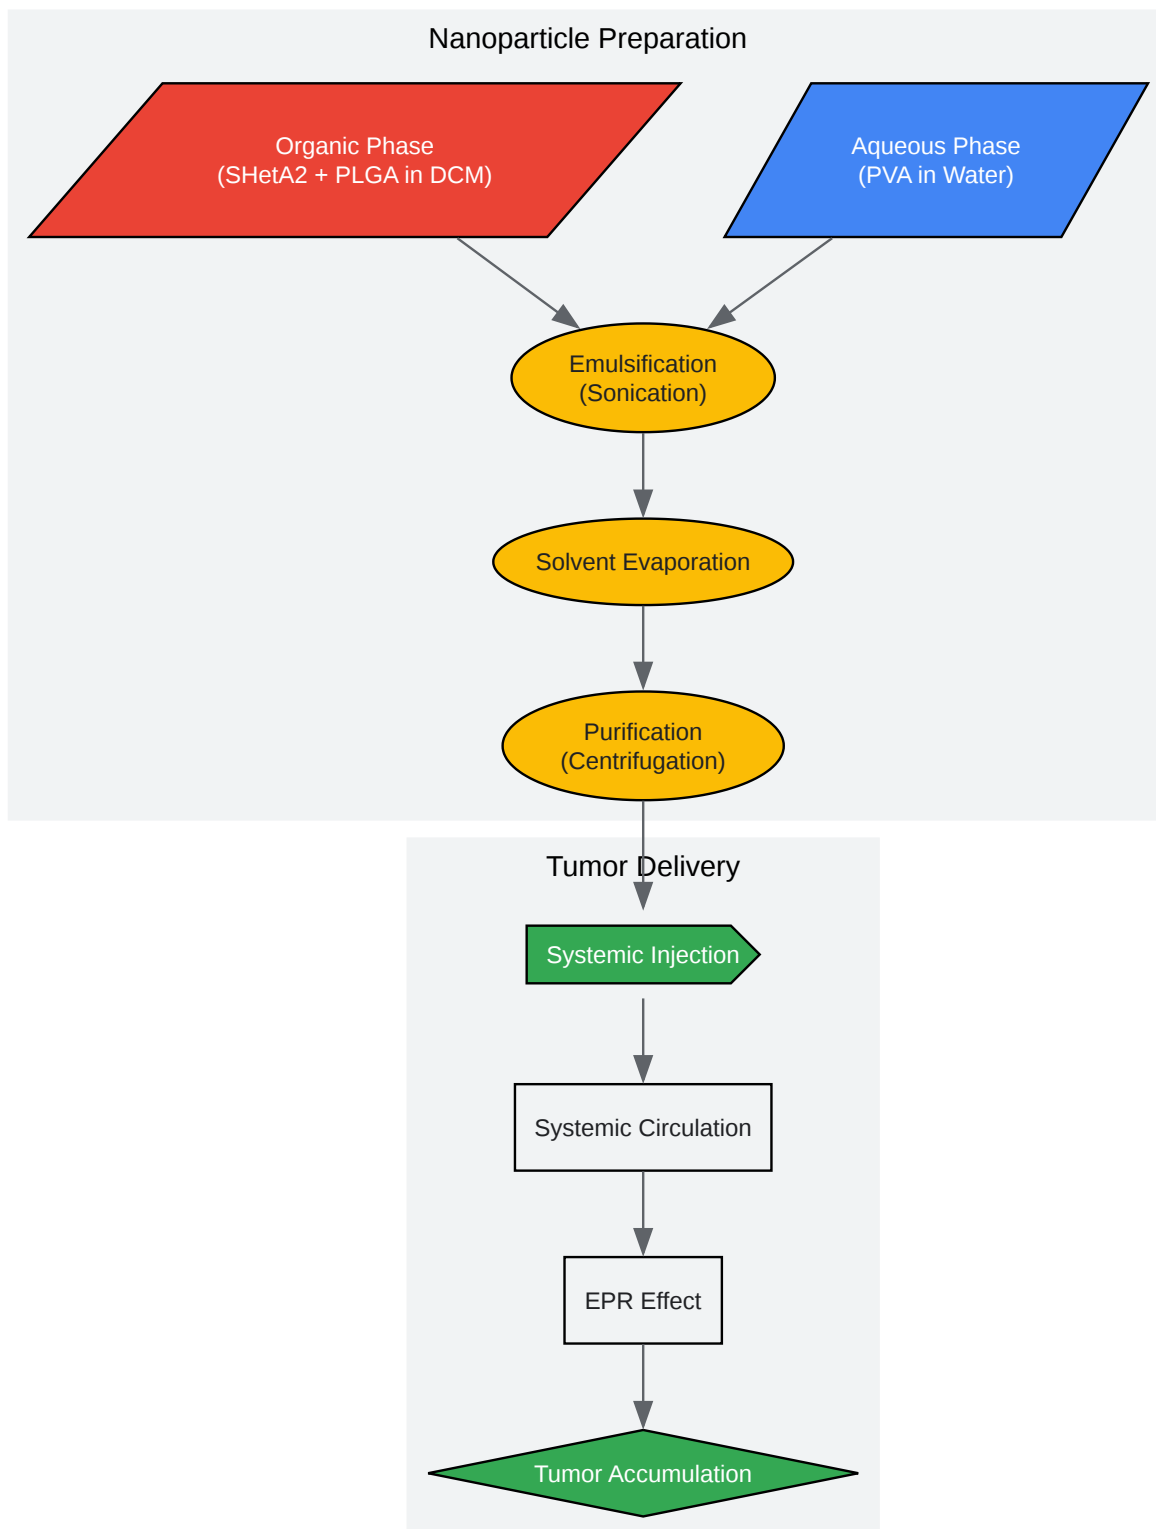 Nanoparticle Preparation
Organic Phase
(SHetA2 + PLGA in DCM)
Aqueous Phase
(PVA in Water)
Emulsification
(Sonication)
Solvent Evaporation
Purification
(Centrifugation)
Tumor Delivery
Systemic Injection
Systemic Circulation
EPR Effect
Tumor Accumulation